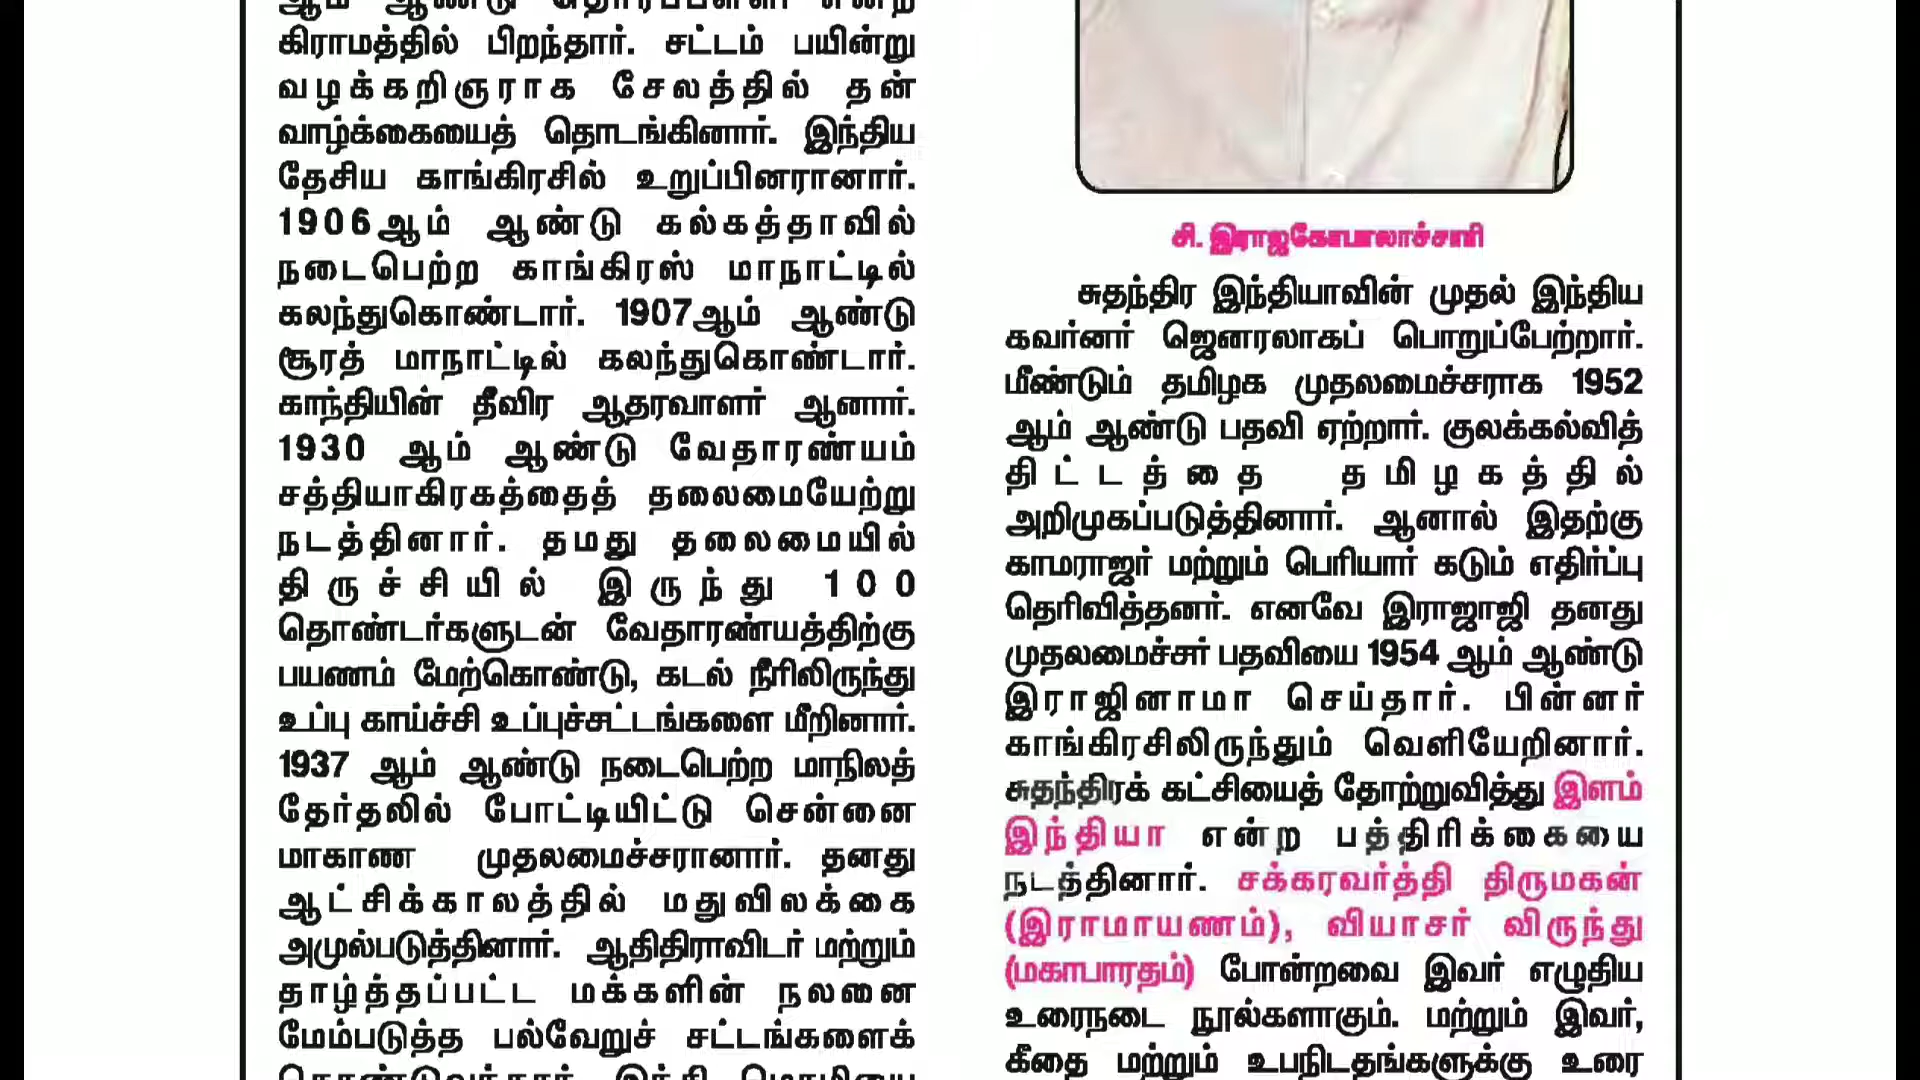 கிராமத்தில் பிறந்தார். சட்டம் பயின்று
வழக்கறிஞராக சேலத்தில் தன்
வாழ்க்கையைத் தொடங்கினார். இந்திய
தேசிய காங்கிரசில் உறுப்பினரானார்.
1906ஆம் ஆண்டு கல்கத்தாவில்
நடைபெற்ற காங்கிரஸ் மாநாட்டில்
கலந்துகொண்டார். 1907ஆம் ஆண்டு
சூரத் மாநாட்டில் கலந்துகொண்டார்.
காந்தியின் தீவிர ஆதரவாளர் ஆனார்.
1930 ஆம் ஆண்டு வேதாரண்யம்
சத்தியாகிரகத்தைத் தலைமையேற்று
நடத்தினார். தமது தலைமையில்
திருச்சியில் இருந்து 100
தொண்டர்களுடன் வேதாரண்யத்திற்கு
பயணம் மேற்கொண்டு, கடல் நீரிலிருந்து
உப்பு காய்ச்சி உப்புச்சட்டங்களை மீறினார்.
1937 ஆம் ஆண்டு நடைபெற்ற மாநிலத்
தேர்தலில் போட்டியிட்டு சென்னை
மாகாண முதலமைச்சரானார். தனது
ஆட்சிக்காலத்தில் மதுவிலக்கை
அமுல்படுத்தினார். ஆதிதிராவிடர் மற்றும்
தாழ்த்தப்பட்ட மக்களின் நலனை
மேம்படுத்த பல்வேறுச் சட்டங்களைக்
சி. இராஜகோபாலாச்சாரி
சுதந்திர இந்தியாவின் முதல் இந்திய
கவர்னர் ஜெனரலாகப் பொறுப்பேற்றார்.
மீண்டும் தமிழக முதலமைச்சராக 1952
ஆம் ஆண்டு பதவி ஏற்றார். குலக்கல்வித்
திட்டத்தை தமிழகத்தில்
அறிமுகப்படுத்தினார். ஆனால் இதற்கு
காமராஜர் மற்றும் பெரியார் கடும் எதிர்ப்பு
தெரிவித்தனர். எனவே இராஜாஜி தனது
முதலமைச்சர் பதவியை 1954 ஆம் ஆண்டு
இராஜினாமா செய்தார். பின்னர்
காங்கிரசிலிருந்தும் வெளியேறினார்.
சுதந்திரக் கட்சியைத் தோற்றுவித்து இளம்
இந்தியா என்ற பத்திரிக்கையை
நடத்தினார். சக்கரவர்த்தி திருமகன்
(இராமாயணம்), வியாசர் விருந்து
(மகாபாரதம்) போன்றவை இவர் எழுதிய
உரைநடை நூல்களாகும். மற்றும் இவர்,
கீதை மற்றும் உபநிடதங்களுக்கு உரை